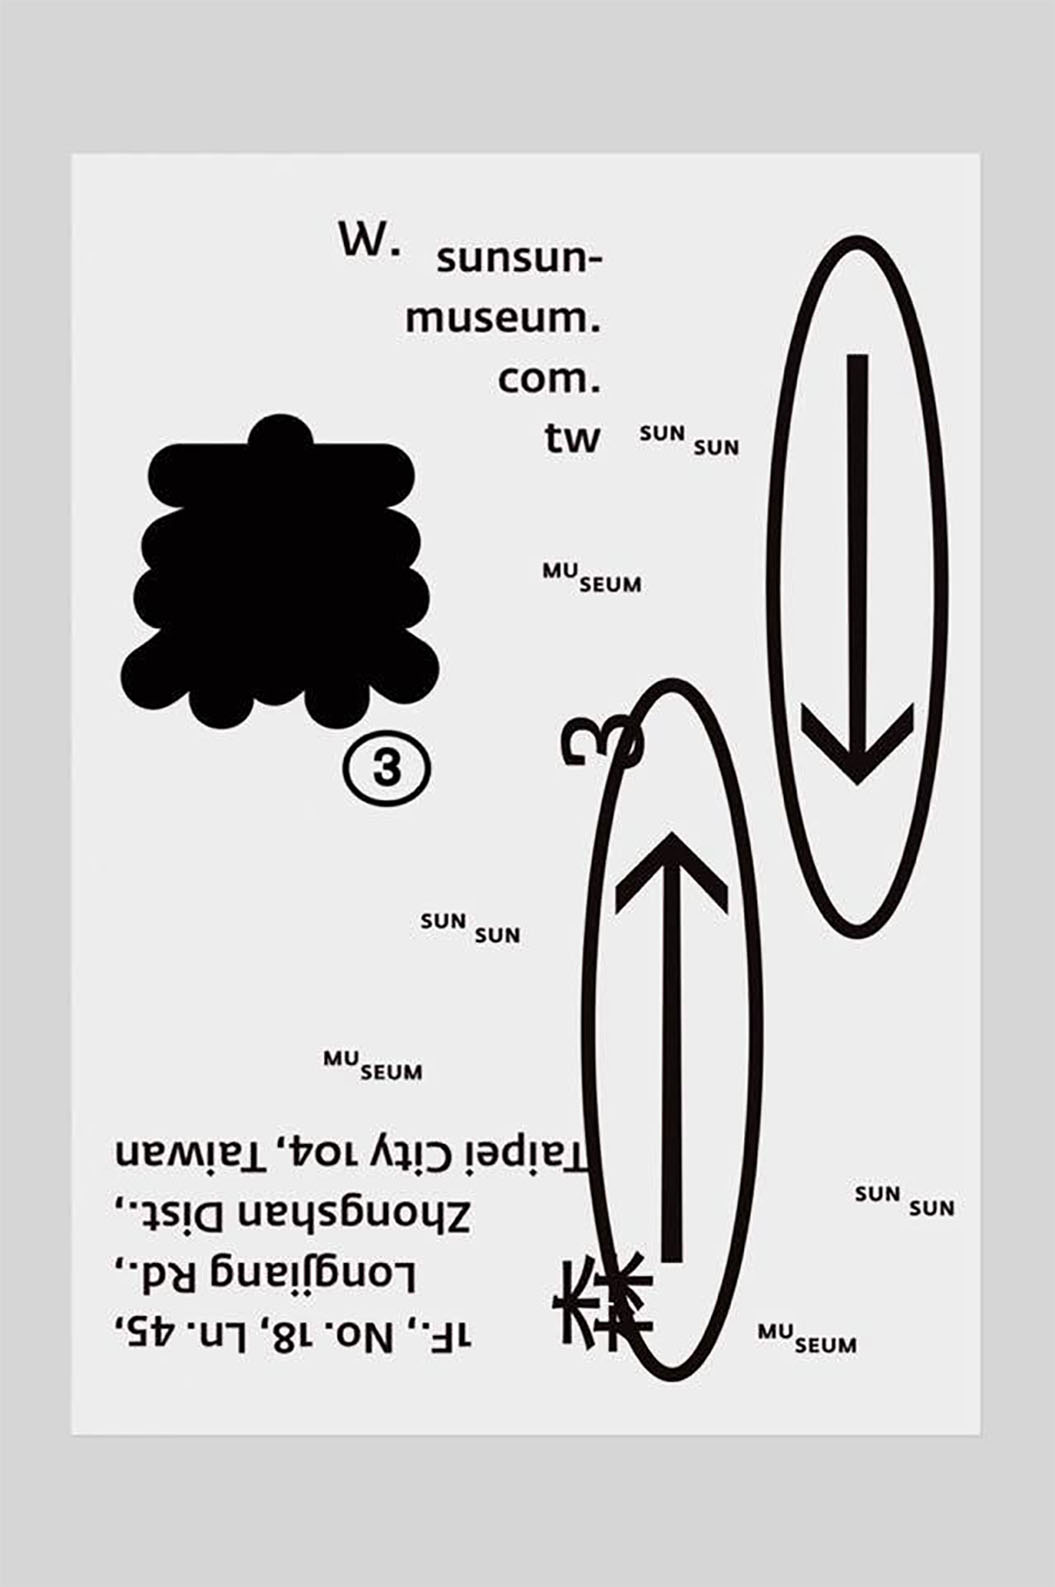 W. sunsun-
museum.
com.
tw
SUN SUN
MU SEUM
3
森3
SUN SUN
MU SEUM
1F., No. 18, Ln. 45,
Longjiang Rd.,
Zhongshan Dist.,
Taipei City 104, Taiwan
SUN SUN
MU SEUM